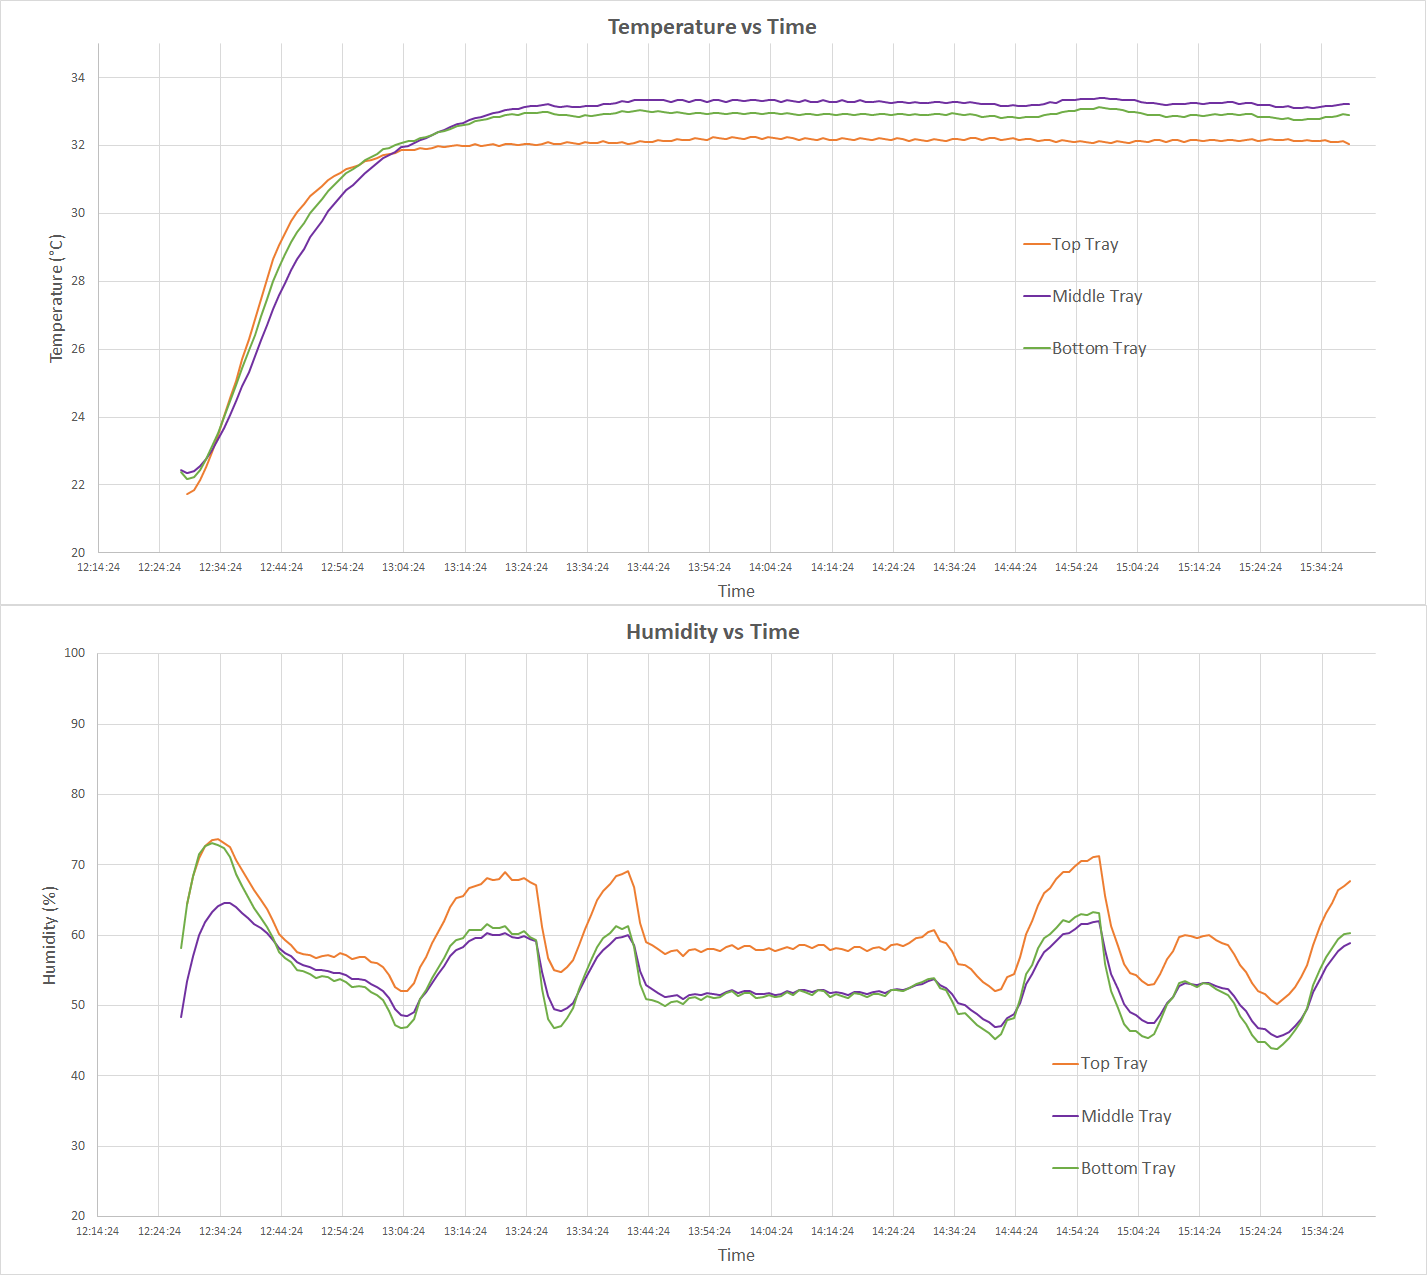 Temperature vs Time
34
32
30
28
26
24
22
20
Temperature (°C)
Top Tray
Middle Tray
Bottom Tray
12:14:24 12:24:24 12:34:24 12:44:24 12:54:24 13:04:24 13:14:24 13:24:24 13:34:24 13:44:24 13:54:24 14:04:24 14:14:24 14:24:24 14:34:24 14:44:24 14:54:24 15:04:24 15:14:24 15:24:24 15:34:24
Time
Humidity vs Time
100
90
80
70
60
50
40
30
20
Humidity (%)
Top Tray
Middle Tray
Bottom Tray
12:14:24 12:24:24 12:34:24 12:44:24 12:54:24 13:04:24 13:14:24 13:24:24 13:34:24 13:44:24 13:54:24 14:04:24 14:14:24 14:24:24 14:34:24 14:44:24 14:54:24 15:04:24 15:14:24 15:24:24 15:34:24
Time